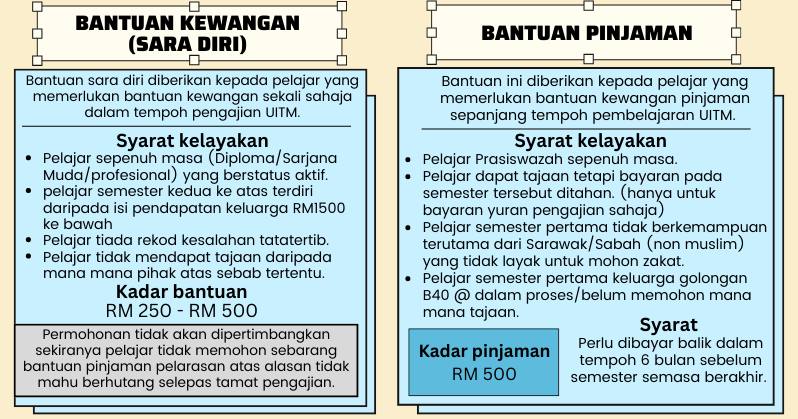 BANTUAN KEWANGAN
(SARA DIRI)
Bantuan sara diri diberikan kepada pelajar yang
memerlukan bantuan kewangan sekali sahaja
dalam tempoh pengajian UITM.
Syarat kelayakan
• Pelajar sepenuh masa (Diploma/Sarjana
Muda/profesional) yang berstatus aktif.
• pelajar semester kedua ke atas terdiri
daripada isi pendapatan keluarga RM1500
ke bawah
• Pelajar tiada rekod kesalahan tatatertib.
• Pelajar tidak mendapat tajaan daripada
mana mana pihak atas sebab tertentu.
Kadar bantuan
RM 250 - RM 500
Permohonan tidak akan dipertimbangkan
sekiranya pelajar tidak memohon sebarang
bantuan pinjaman pelarasan atas alasan tidak
mahu berhutang selepas tamat pengajian.
BANTUAN PINJAMAN
Bantuan ini diberikan kepada pelajar yang
memerlukan bantuan kewangan pinjaman
sepanjang tempoh pembelajaran UITM.
Syarat kelayakan
• Pelajar Prasiswazah sepenuh masa.
• Pelajar dapat tajaan tetapi bayaran pada
semester tersebut ditahan. (hanya untuk
bayaran yuran pengajian sahaja)
• Pelajar semester pertama tidak berkemampuan
terutama dari Sarawak/Sabah (non muslim)
yang tidak layak untuk mohon zakat.
• Pelajar semester pertama keluarga golongan
B40 @ dalam proses/belum memohon mana
mana tajaan.
Kadar pinjaman
RM 500
Syarat
Perlu dibayar balik dalam
tempoh 6 bulan sebelum
semester semasa berakhir.